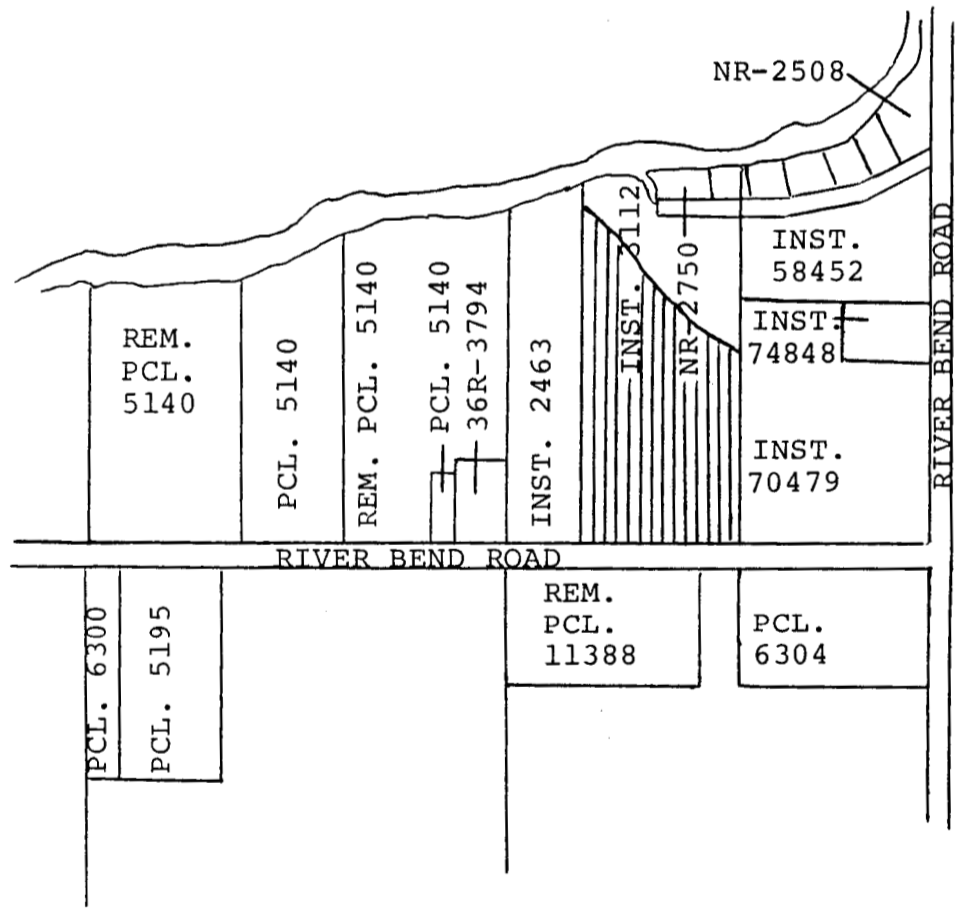 NR-2508
INST. 3112
NR-2750
INST.
58452
INST.
74848
INST.
70479
RIVER BEND ROAD
REM.
PCL.
5140
PCL. 5140
REM. PCL. 5140
PCL. 5140
36R-3794
INST. 2463
RIVER BEND ROAD
PCL. 6300
PCL. 5195
REM.
PCL.
11388
PCL.
6304